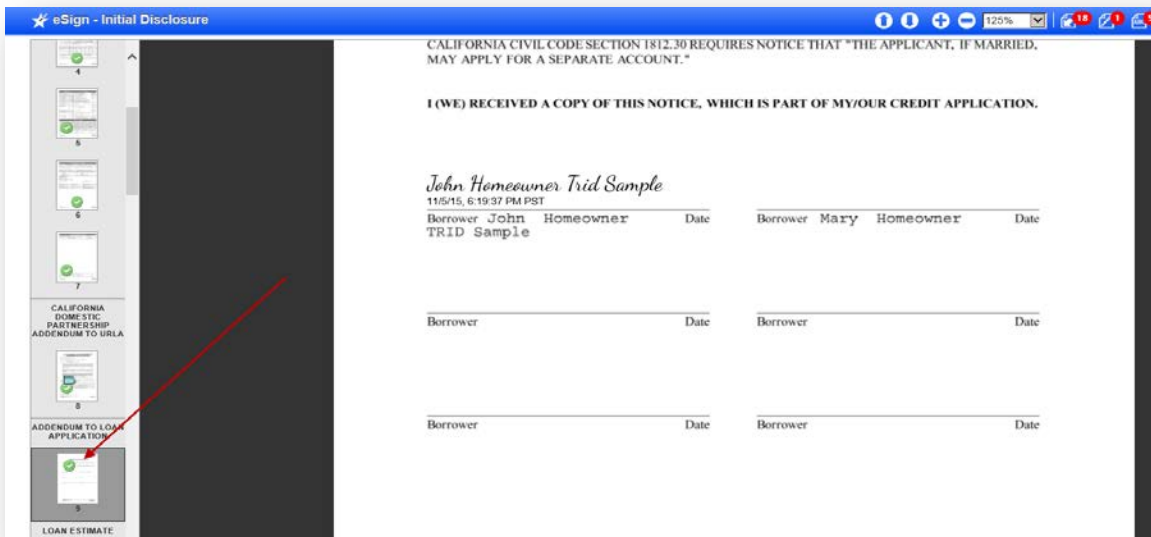 eSign - Initial Disclosure
125%
18
1
4
5
6
7
CALIFORNIA
DOMESTIC
PARTNERSHIP
ADDENDUM TO URLA
8
ADDENDUM TO LOAN
APPLICATION
9
LOAN ESTIMATE
CALIFORNIA CIVIL CODE SECTION 1812.30 REQUIRES NOTICE THAT "THE APPLICANT, IF MARRIED,
MAY APPLY FOR A SEPARATE ACCOUNT."
I (WE) RECEIVED A COPY OF THIS NOTICE, WHICH IS PART OF MY/OUR CREDIT APPLICATION.
John Homeowner Trid Sample
11/5/15, 6:19:37 PM PST
Borrower John Homeowner Date Borrower Mary Homeowner Date
TRID Sample
Borrower Date Borrower Date
Borrower Date Borrower Date